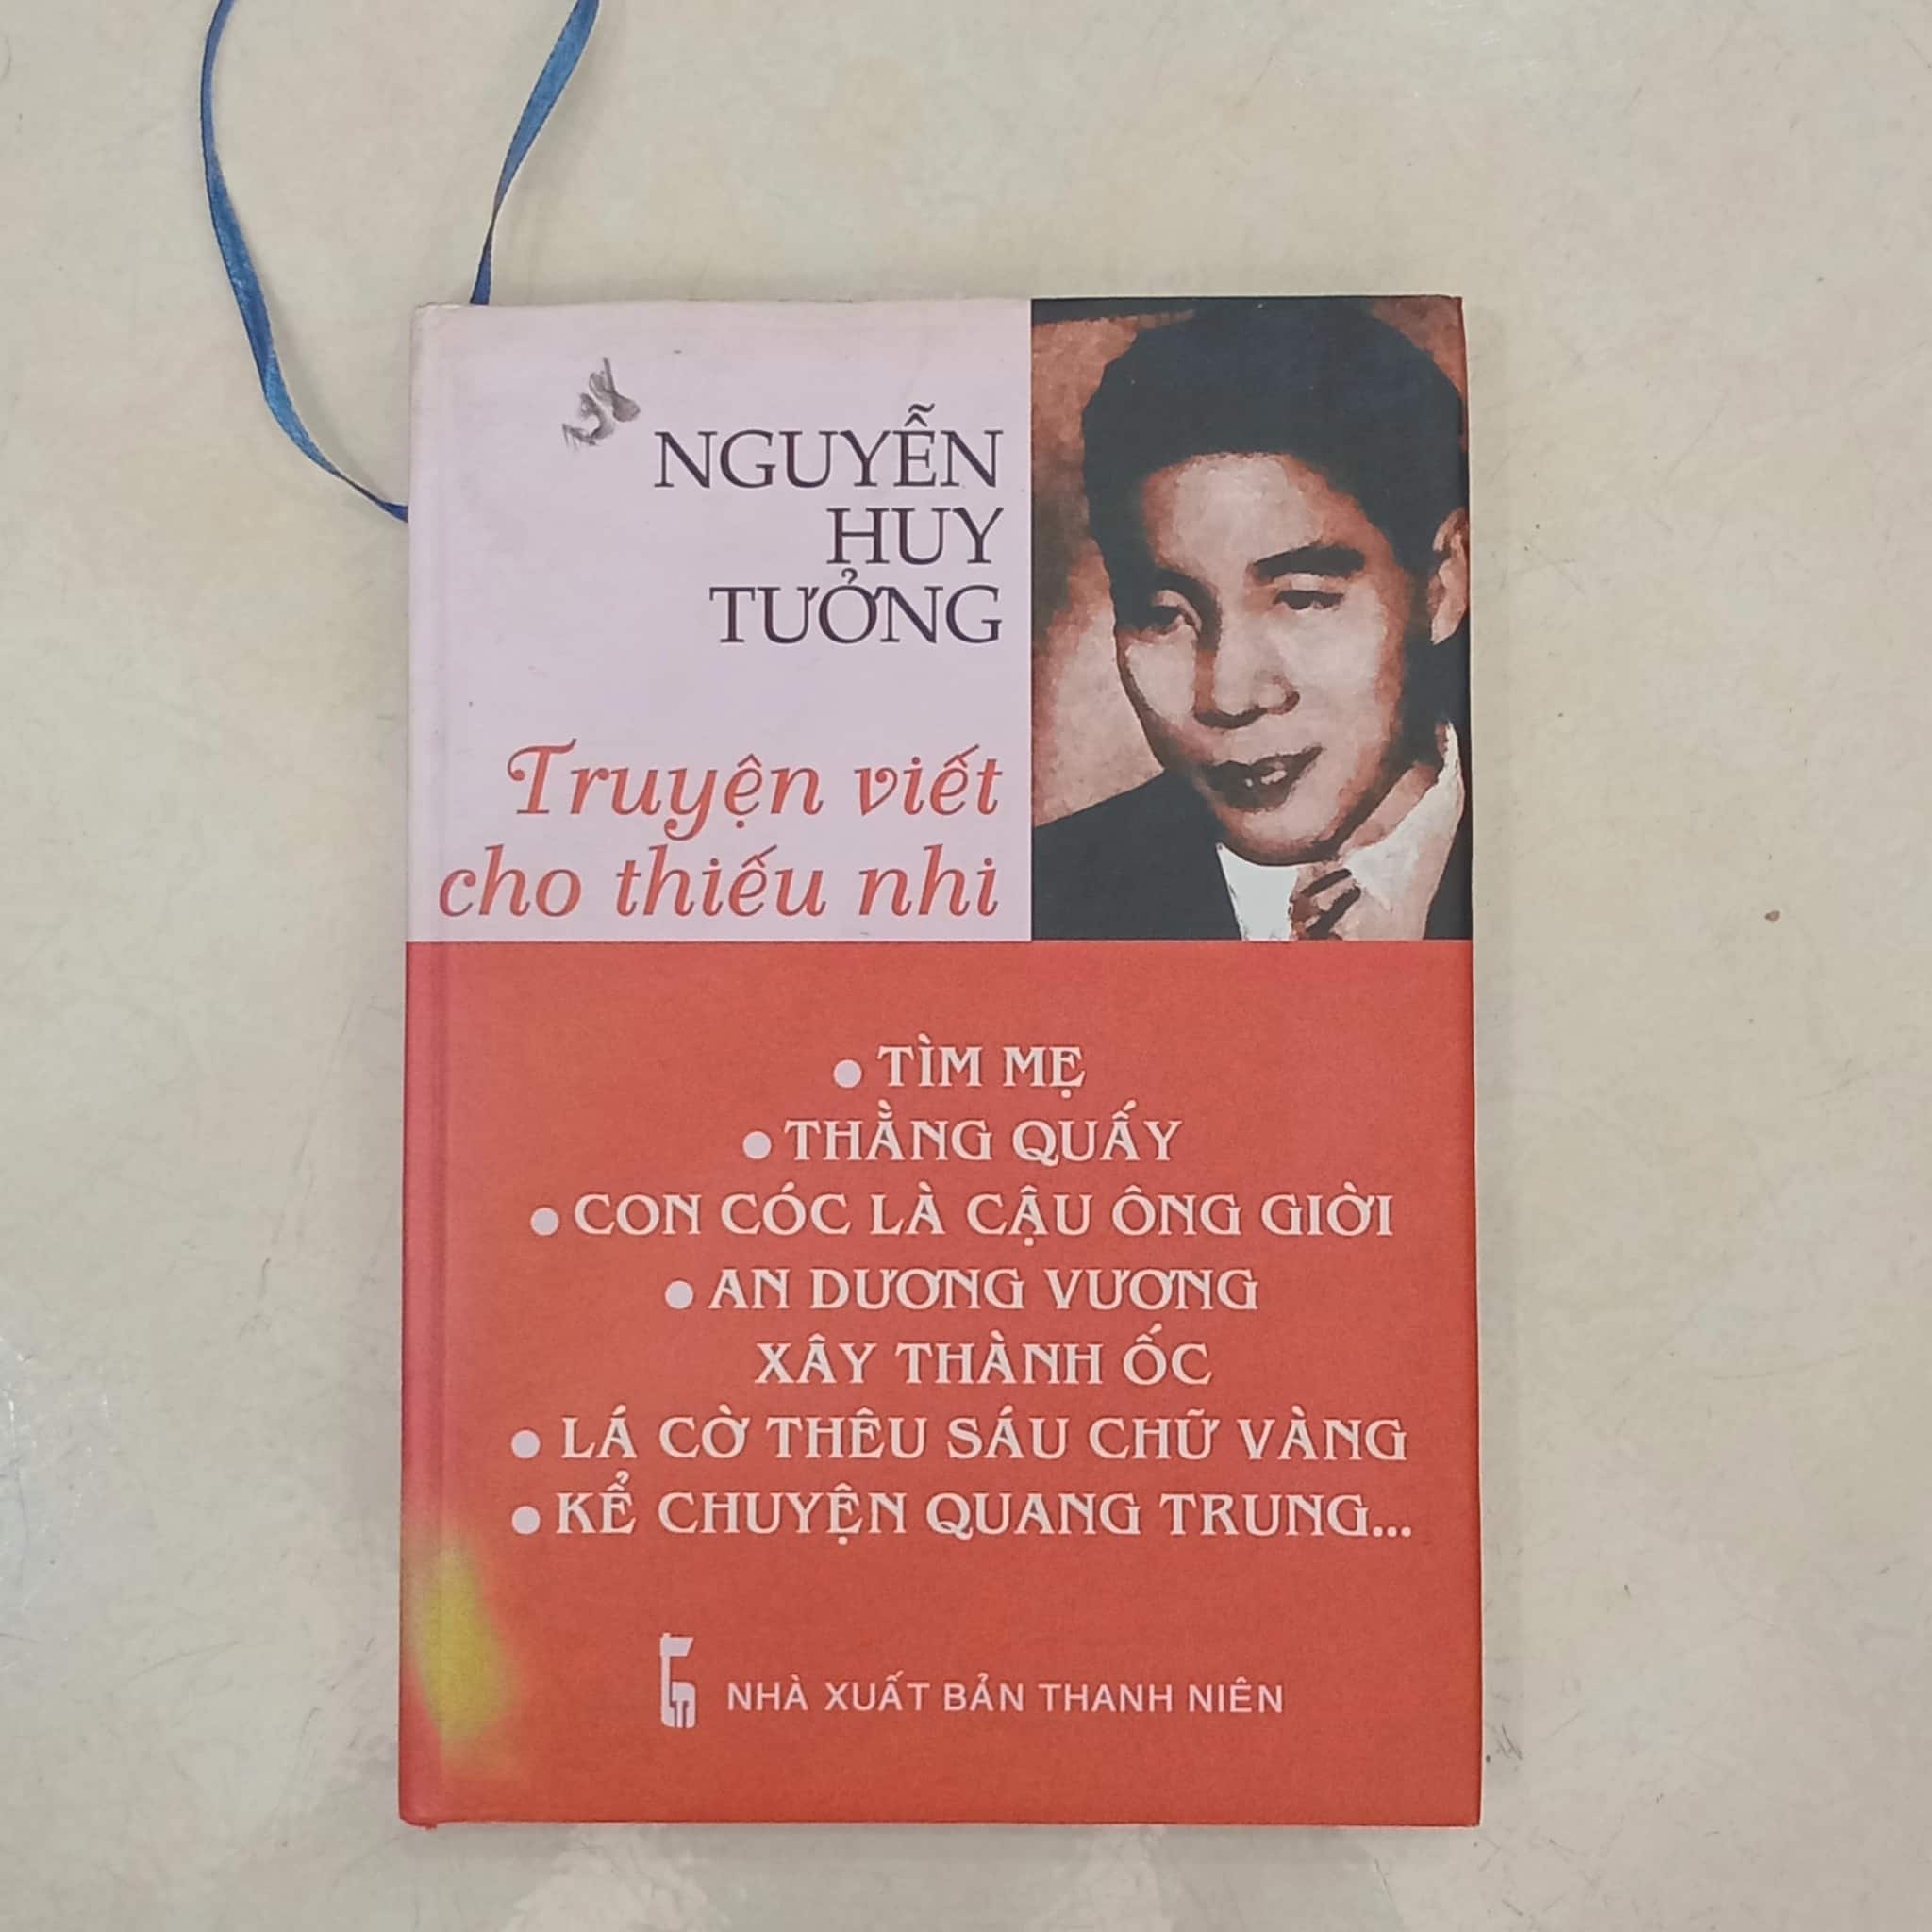 NGUYỄN
HUY
TƯỞNG
Truyện viết
cho thiếu nhi
● TÌM MẸ
● THẰNG QUẤY
● CON CÓC LÀ CẬU ÔNG GIỜI
● AN DƯƠNG VƯƠNG
XÂY THÀNH ỐC
● LÁ CỜ THÊU SÁU CHỮ VÀNG
● KỂ CHUYỆN QUANG TRUNG...
NHÀ XUẤT BẢN THANH NIÊN